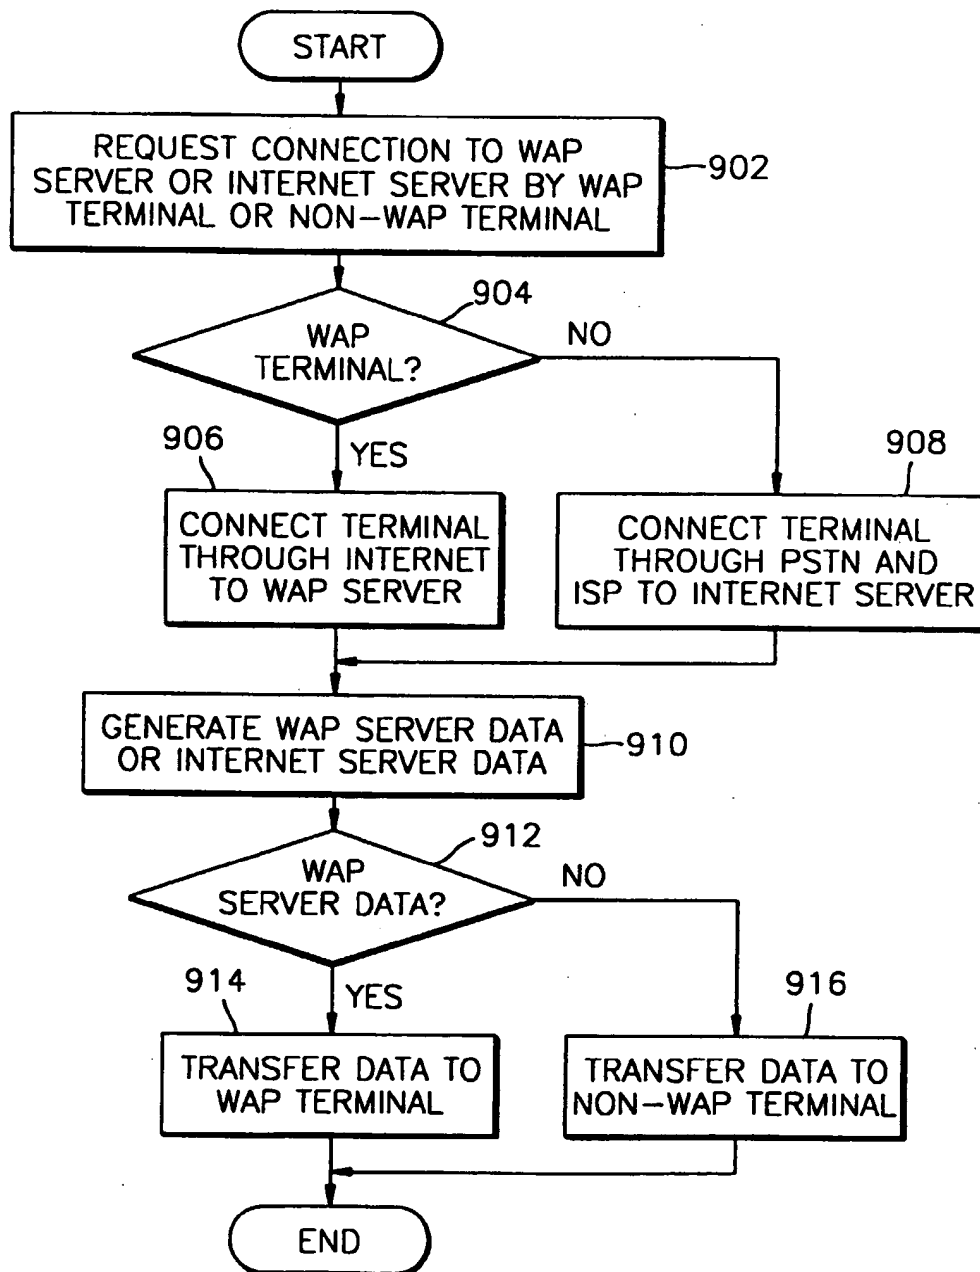 START
REQUEST CONNECTION TO WAP
SERVER OR INTERNET SERVER BY WAP
TERMINAL OR NON-WAP TERMINAL
902
904
WAP
TERMINAL?
NO
YES
906
CONNECT TERMINAL
THROUGH INTERNET
TO WAP SERVER
908
CONNECT TERMINAL
THROUGH PSTN AND
ISP TO INTERNET SERVER
GENERATE WAP SERVER DATA
OR INTERNET SERVER DATA
910
912
WAP
SERVER DATA?
NO
YES
914
TRANSFER DATA TO
WAP TERMINAL
916
TRANSFER DATA TO
NON-WAP TERMINAL
END